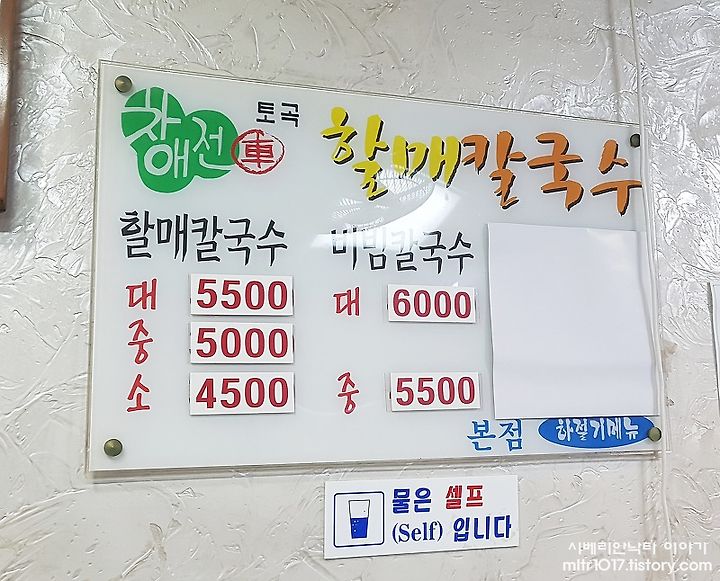 차애전 車
토곡
할매칼국수
할매칼국수
대 5500
중 5000
소 4500
비빔칼국수
대 6000
중 5500
본점 하절기메뉴
물은 셀프
(Self) 입니다
시베리안낙타 이야기
mltr1017.tistory.com